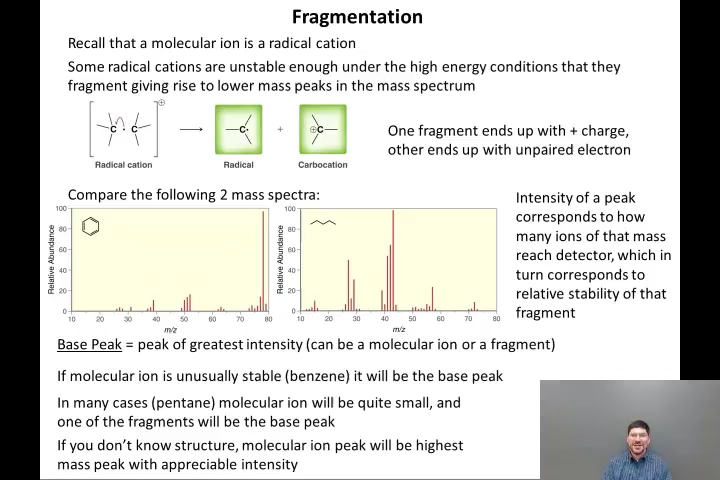 Fragmentation
Recall that a molecular ion is a radical cation
Some radical cations are unstable enough under the high energy conditions that they
fragment giving rise to lower mass peaks in the mass spectrum
C · C
⊕
C·
+
⊕C
Radical cation
Radical
Carbocation
One fragment ends up with + charge,
other ends up with unpaired electron
Compare the following 2 mass spectra:
Relative Abundance
100
80
60
40
20
0
10 20 30 40 50 60 70 80
m/z
Relative Abundance
100
80
60
40
20
0
10 20 30 40 50 60 70 80
m/z
Intensity of a peak
corresponds to how
many ions of that mass
reach detector, which in
turn corresponds to
relative stability of that
fragment
Base Peak = peak of greatest intensity (can be a molecular ion or a fragment)
If molecular ion is unusually stable (benzene) it will be the base peak
In many cases (pentane) molecular ion will be quite small, and
one of the fragments will be the base peak
If you don't know structure, molecular ion peak will be highest
mass peak with appreciable intensity